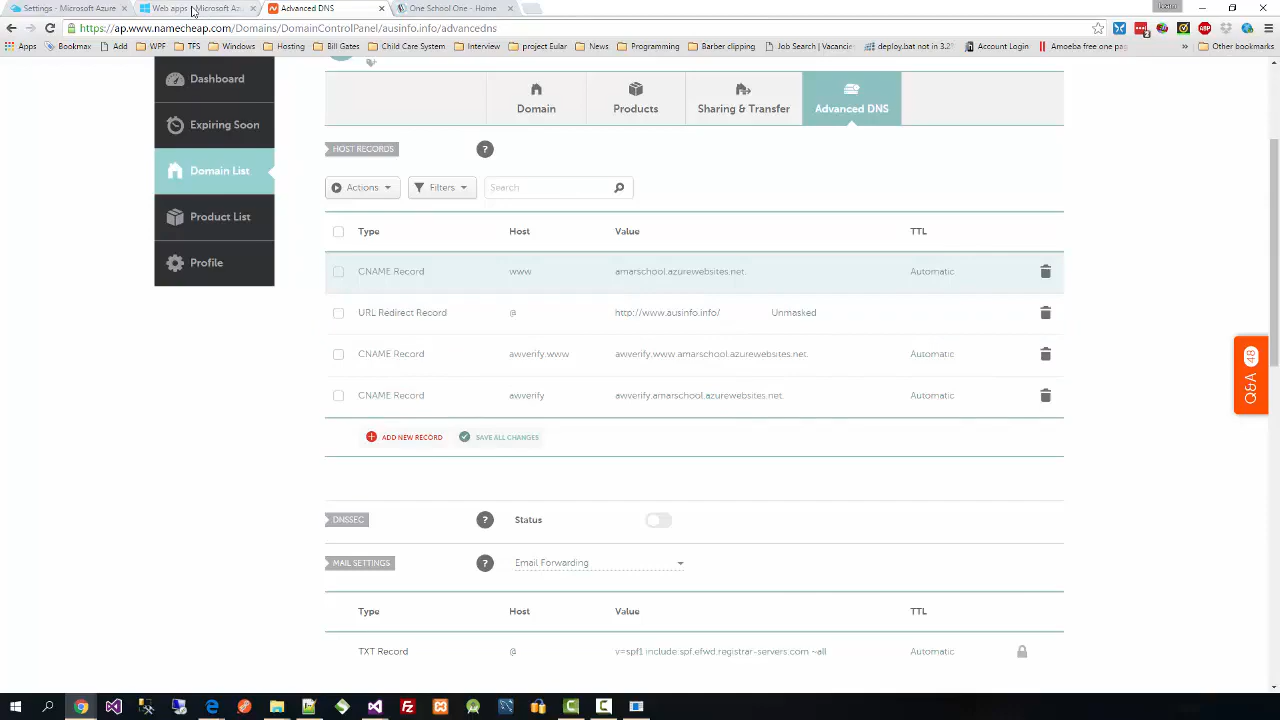 Settings - Microsoft Azure
Web apps - Microsoft Azu
Advanced DNS
One School One - Home
learn
https://ap.www.namecheap.com/Domains/DomainControlPanel/ausinfo.info/advancedns
Apps
Bookmax
Add
WPF
TFS
Windows
Hosting
Bill Gates
Child Care System
Interview
project Eular
News
Programming
Barber clipping
Job Search | Vacancie
deploy.bat not in 3.2
Account Login
Amoeba free one pag
»
Other bookmarks
Dashboard
Expiring Soon
Domain List
Product List
Profile
Domain
Products
Sharing & Transfer
Advanced DNS
HOST RECORDS
?
Actions
Filters
Search
Type Host Value TTL
CNAME Record www amarschool.azurewebsites.net. Automatic
URL Redirect Record @ http://www.ausinfo.info/ Unmasked
CNAME Record awverify.www awverify.www.amarschool.azurewebsites.net. Automatic
CNAME Record awverify awverify.amarschool.azurewebsites.net. Automatic
ADD NEW RECORD
SAVE ALL CHANGES
DNSSEC
?
Status
MAIL SETTINGS
?
Email Forwarding
Type Host Value TTL
TXT Record @ v=spf1 include:spf.efwd.registrar-servers.com ~all Automatic
Q&A 48